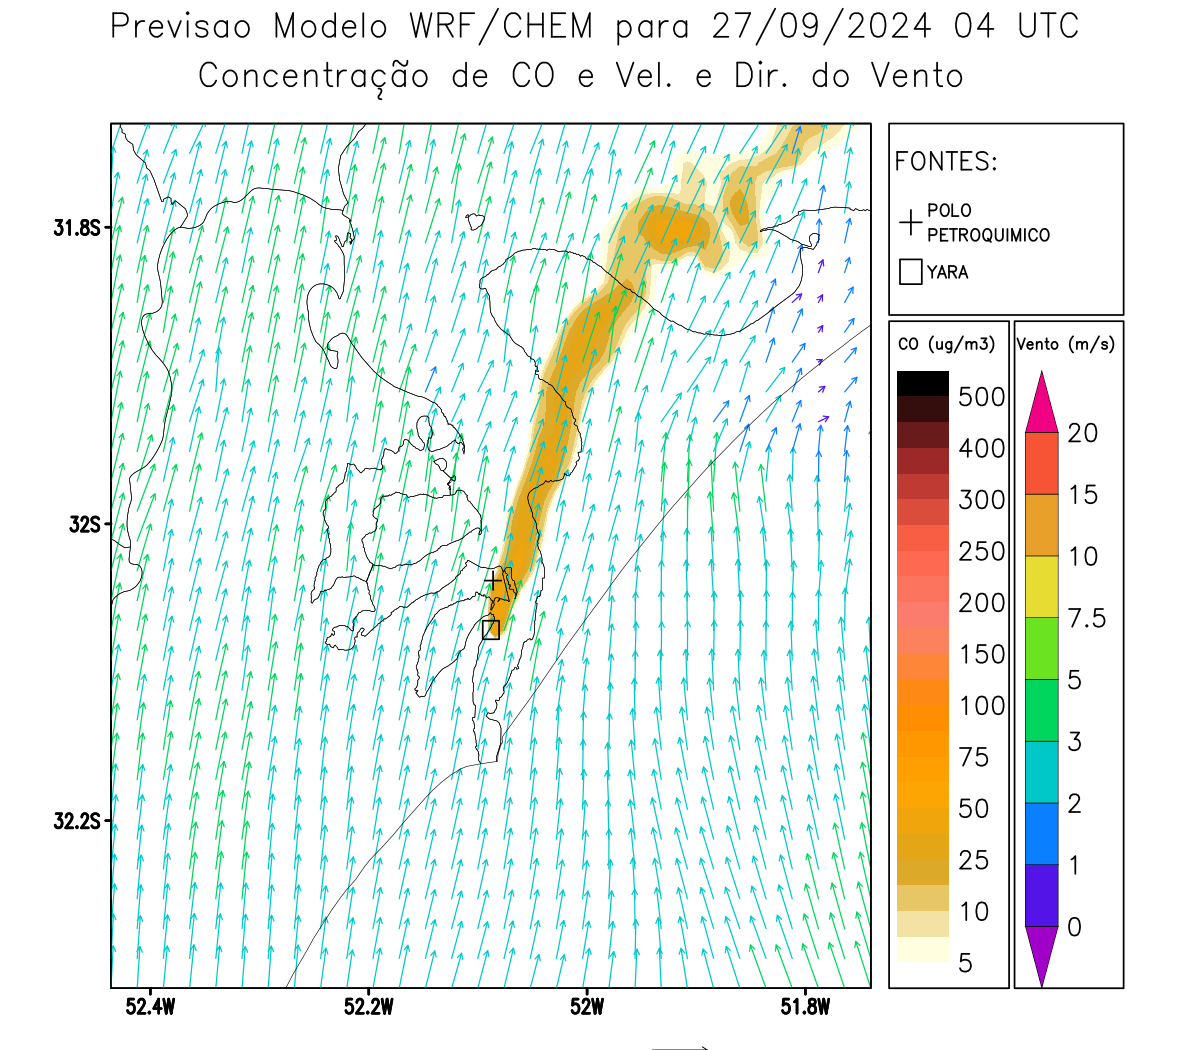 Previsao Modelo WRF/CHEM para 27/09/2024 04 UTC
Concentração de CO e Vel. e Dir. do Vento
FONTES:
POLO
PETROQUIMICO
YARA
CO (ug/m3)
500
400
300
250
200
150
100
75
50
25
10
5
Vento (m/s)
20
15
10
7.5
5
3
2
1
0
31.8S
32S
32.2S
52.4W
52.2W
52W
51.8W